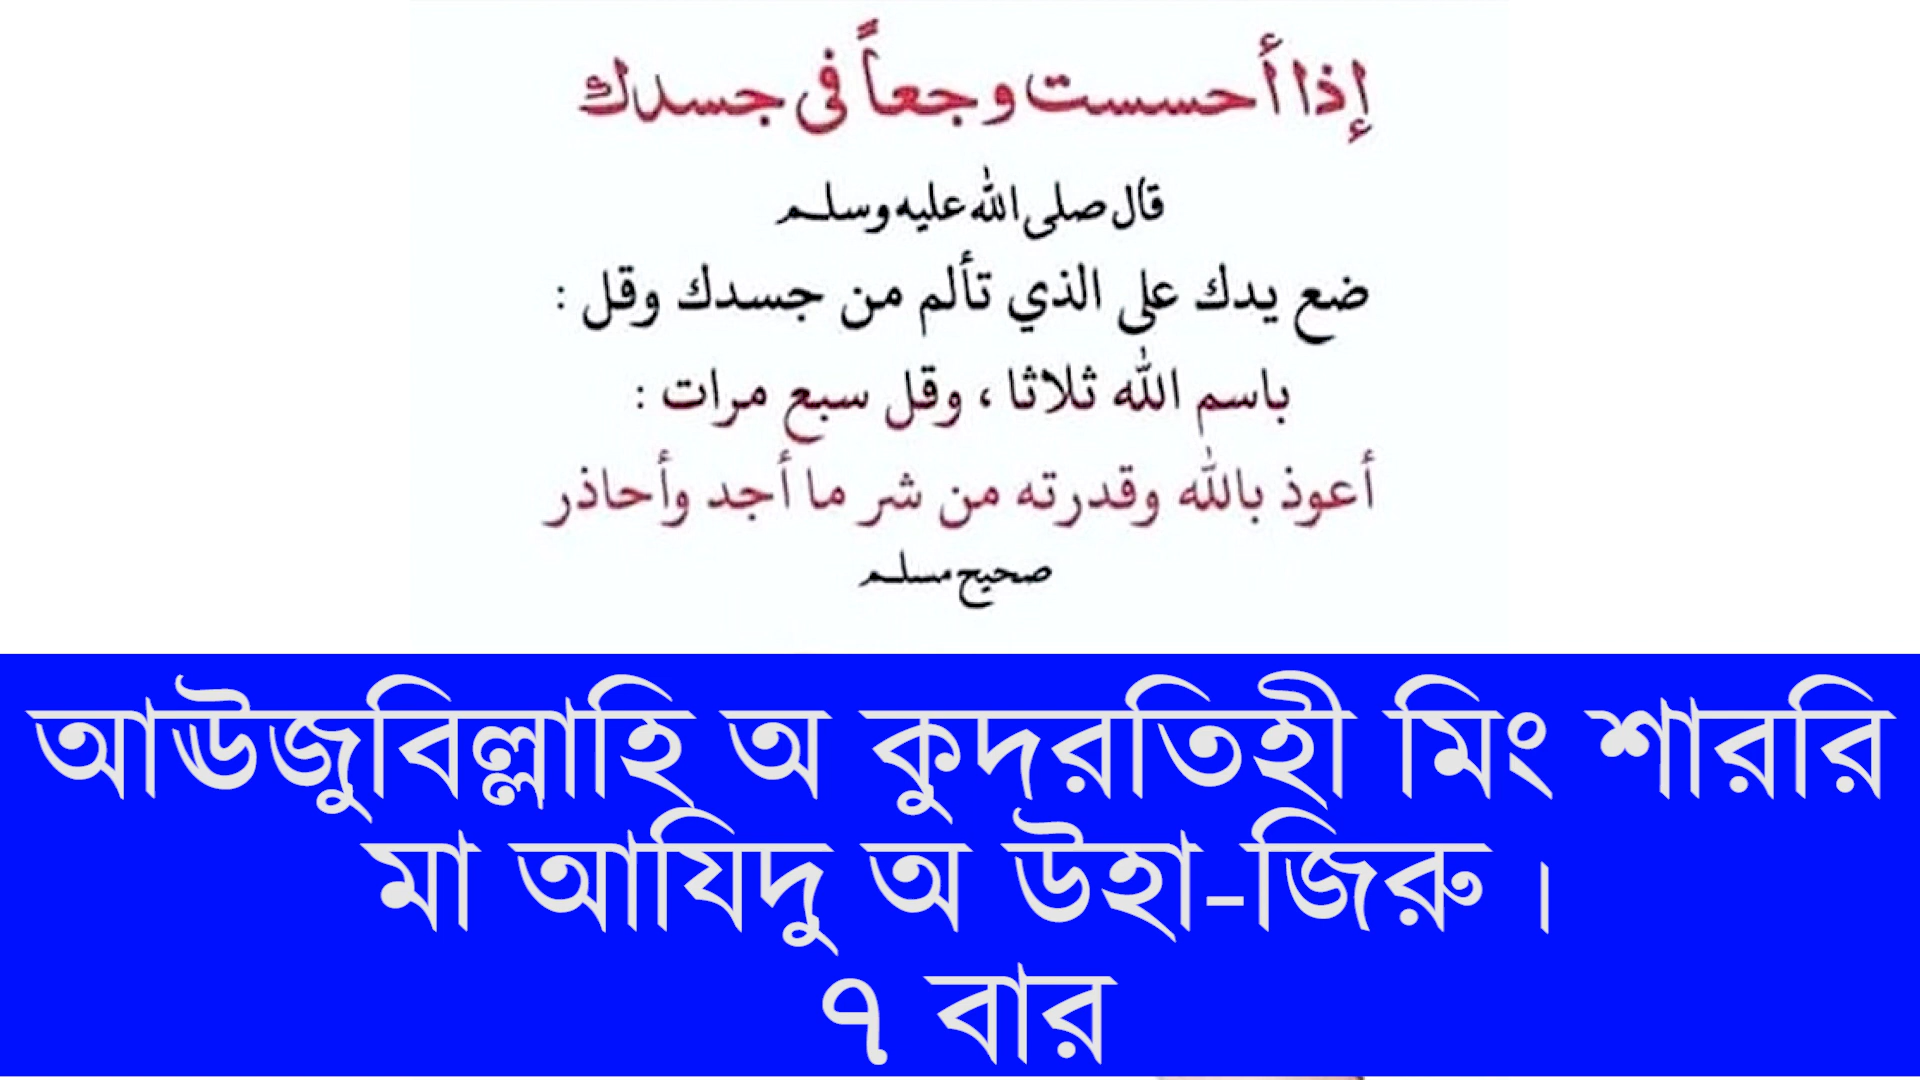 إذا أحسست وجعاً فى جسدك
قال صلى الله عليه وسلم
ضع يدك على الذي تألم من جسدك وقل :
باسم الله ثلاثا ، وقل سبع مرات :
أعوذ بالله وقدرته من شر ما أجد وأحاذر
صحيح مسلم
আঊজুবিল্লাহি অ কুদরতিহী মিং শাররি
মা আযিদু অ উহা-জিরু ।
৭ বার